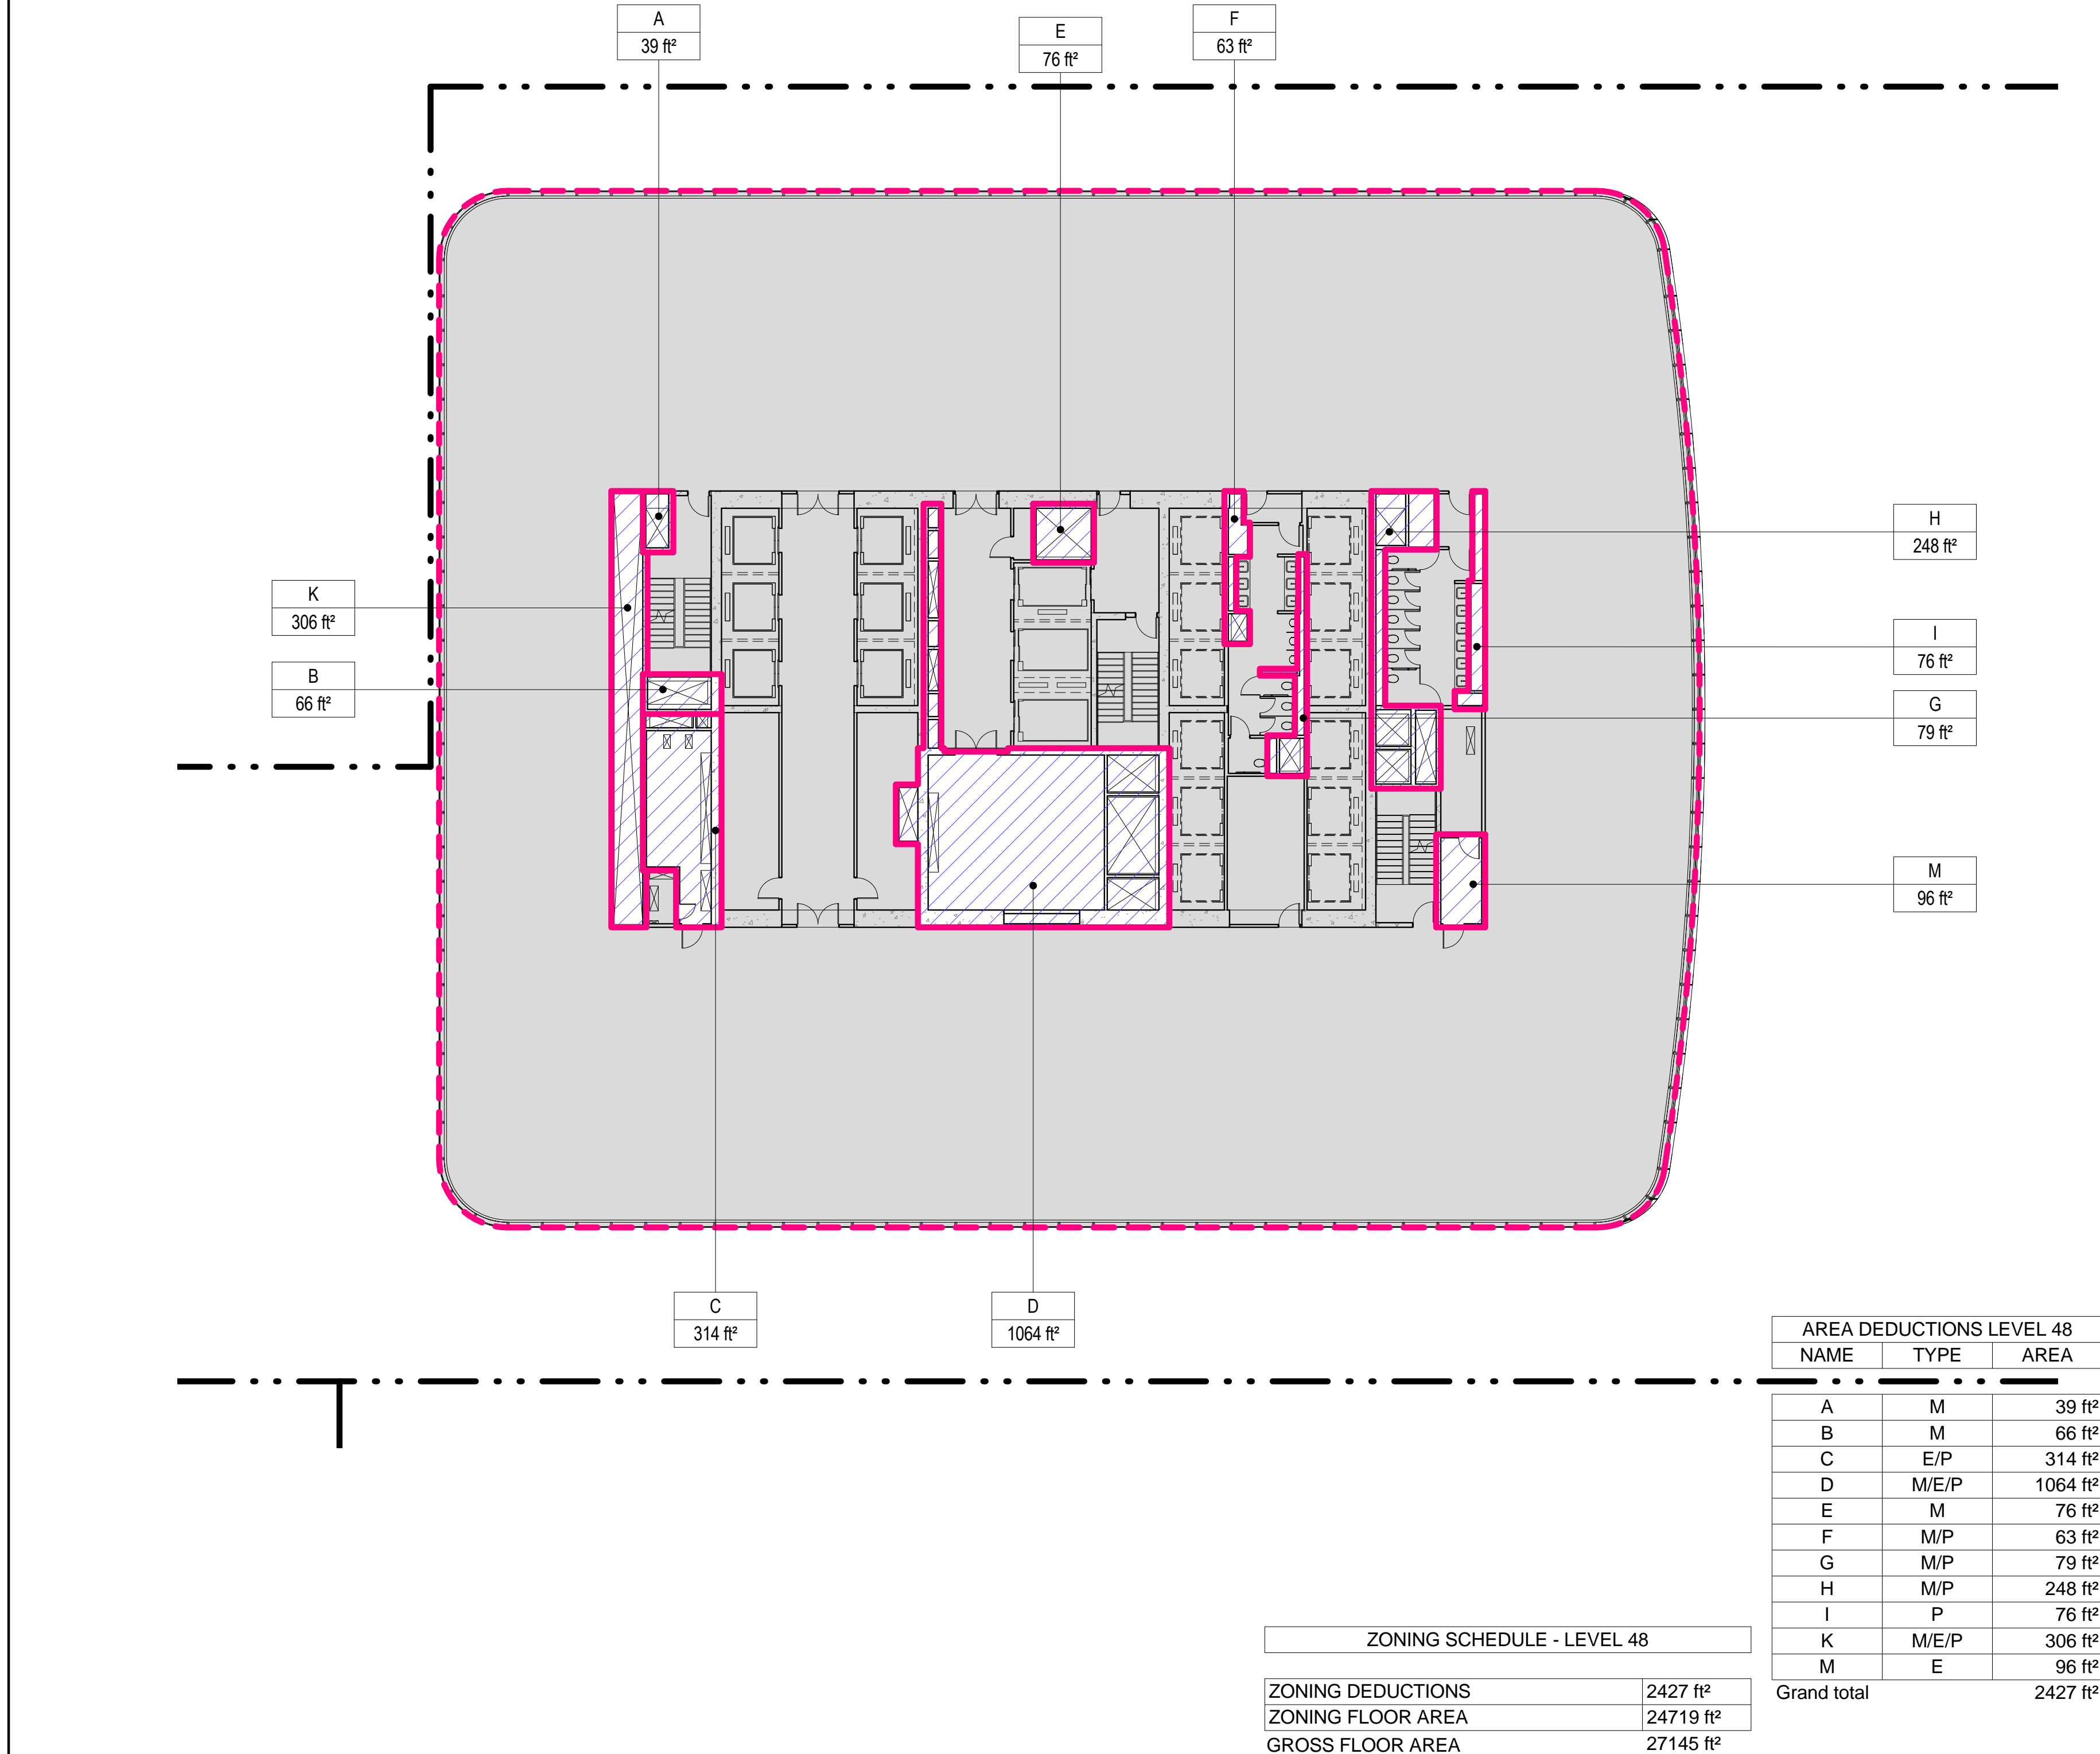 A
39 ft²
E
76 ft²
F
63 ft²
H
248 ft²
K
306 ft²
I
76 ft²
B
66 ft²
G
79 ft²
M
96 ft²
C
314 ft²
D
1064 ft²
AREA DEDUCTIONS LEVEL 48
NAME TYPE AREA
A M 39 ft²
B M 66 ft²
C E/P 314 ft²
D M/E/P 1064 ft²
E M 76 ft²
F M/P 63 ft²
G M/P 79 ft²
H M/P 248 ft²
I P 76 ft²
K M/E/P 306 ft²
M E 96 ft²
Grand total 2427 ft²
ZONING SCHEDULE - LEVEL 48
ZONING DEDUCTIONS 2427 ft²
ZONING FLOOR AREA 24719 ft²
GROSS FLOOR AREA 27145 ft²